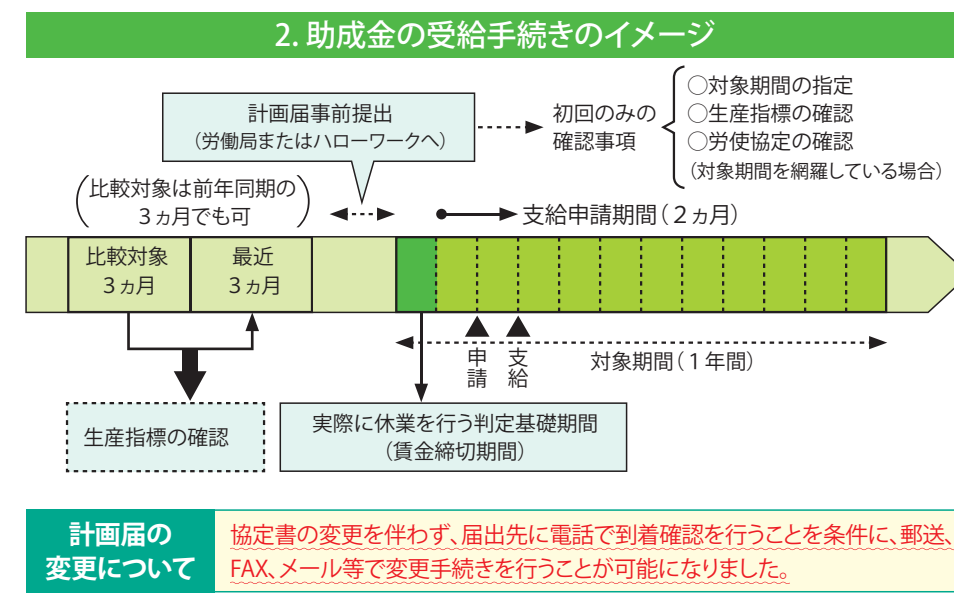 2. 助成金の受給手続きのイメージ
計画届事前提出
（労働局またはハローワークへ）
初回のみの
確認事項
○対象期間の指定
○生産指標の確認
○労使協定の確認
（対象期間を網羅している場合）
（比較対象は前年同期の
３ヵ月でも可）
支給申請期間（２ヵ月）
比較対象
３ヵ月
最近
３ヵ月
申請
支給
対象期間（１年間）
生産指標の確認
実際に休業を行う判定基礎期間
（賃金締切期間）
計画届の
変更について
協定書の変更を伴わず、届出先に電話で到着確認を行うことを条件に、郵送、
FAX、メール等で変更手続きを行うことが可能になりました。